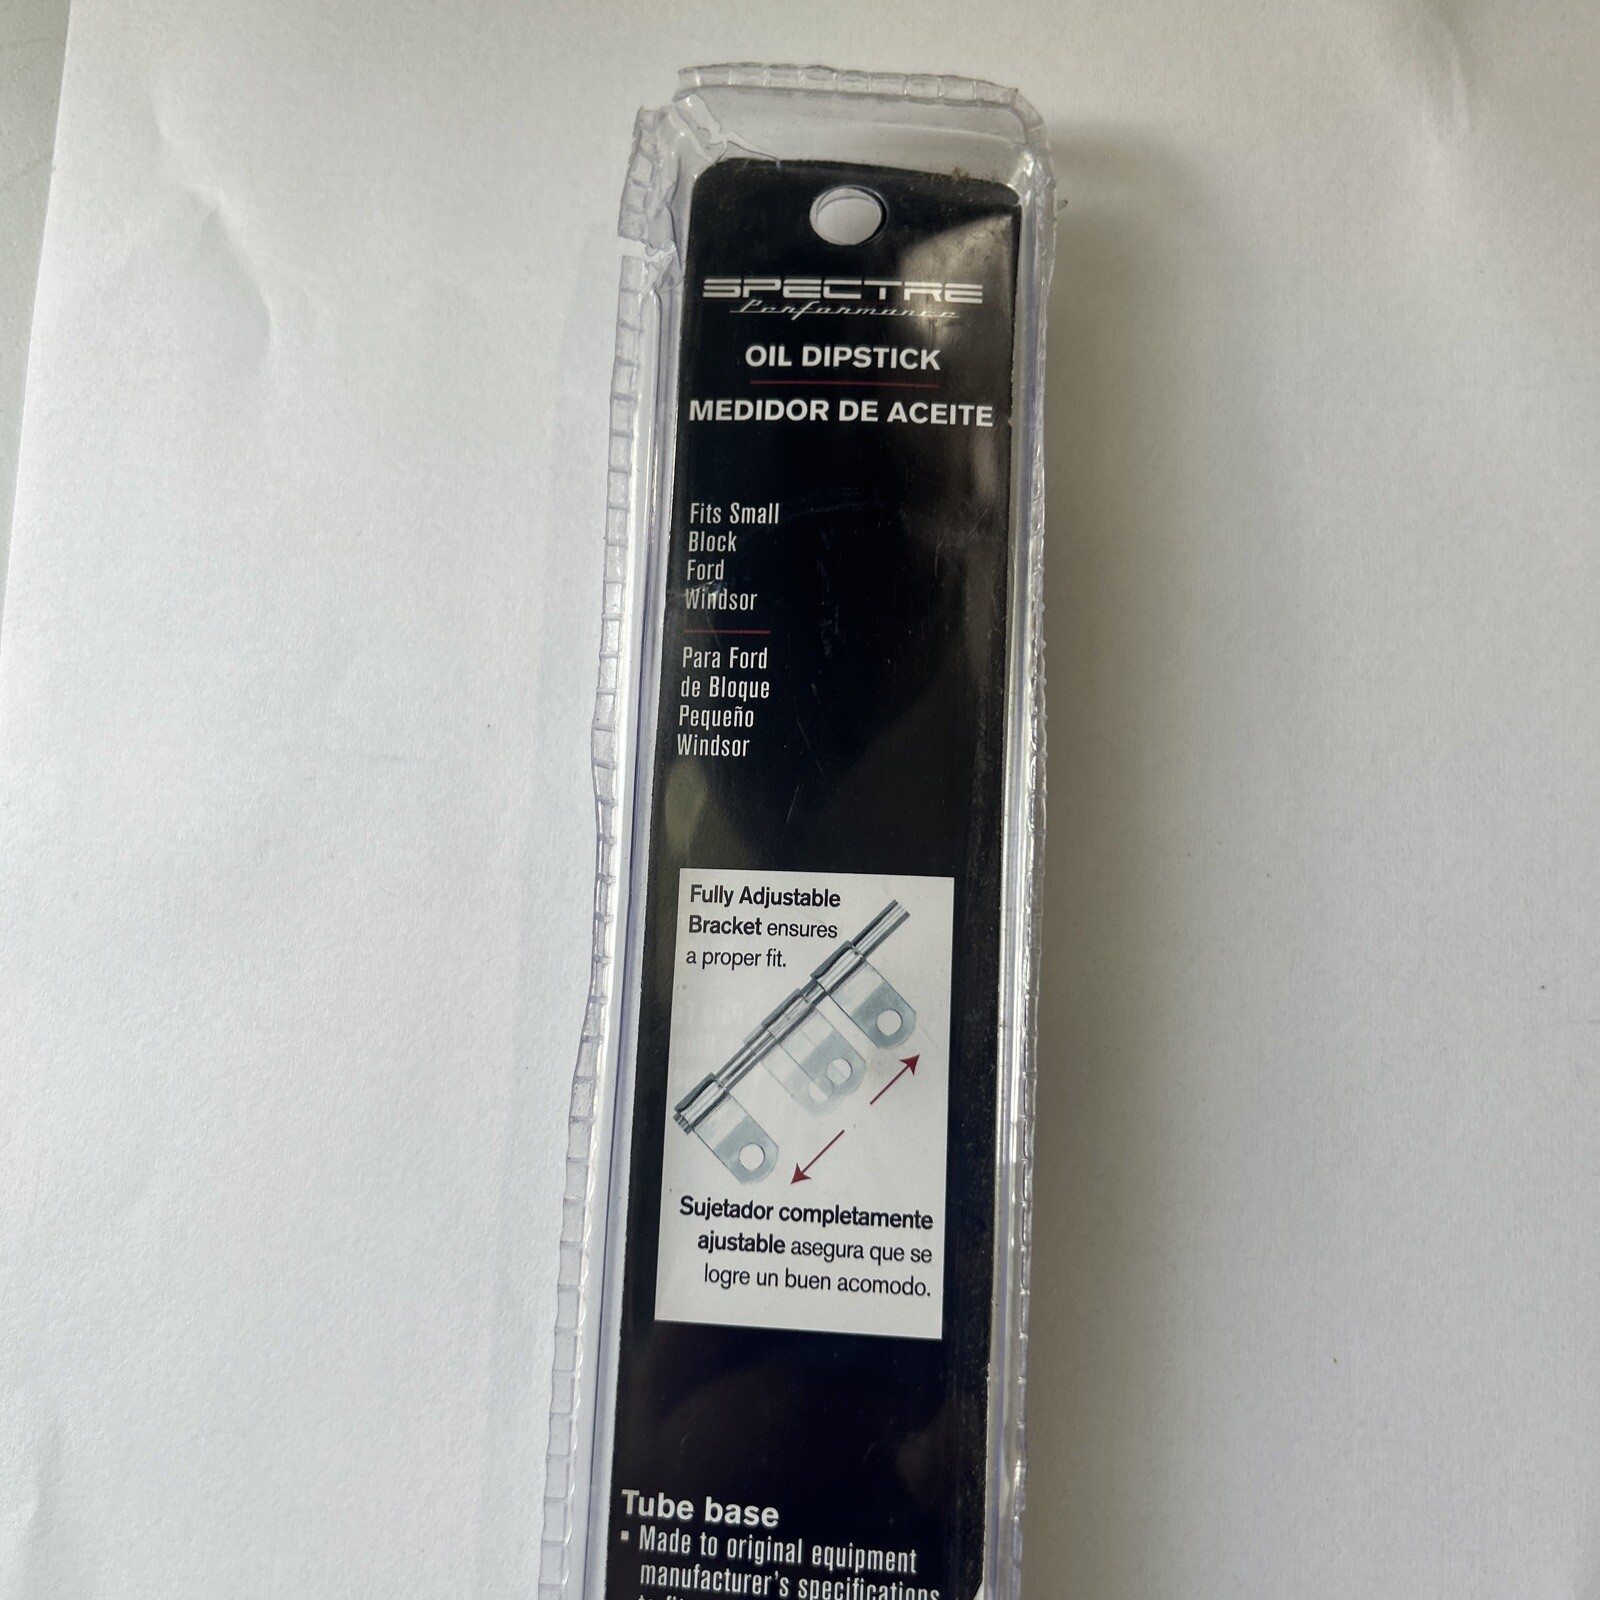 SPECTRE
Performance
OIL DIPSTICK
MEDIDOR DE ACEITE
Fits Small
Block
Ford
Windsor
Para Ford
de Bloque
Pequeño
Windsor
Fully Adjustable
Bracket ensures
a proper fit.
Sujetador completamente
ajustable asegura que se
logre un buen acomodo.
Tube base
▪ Made to original equipment
manufacturer's specifications